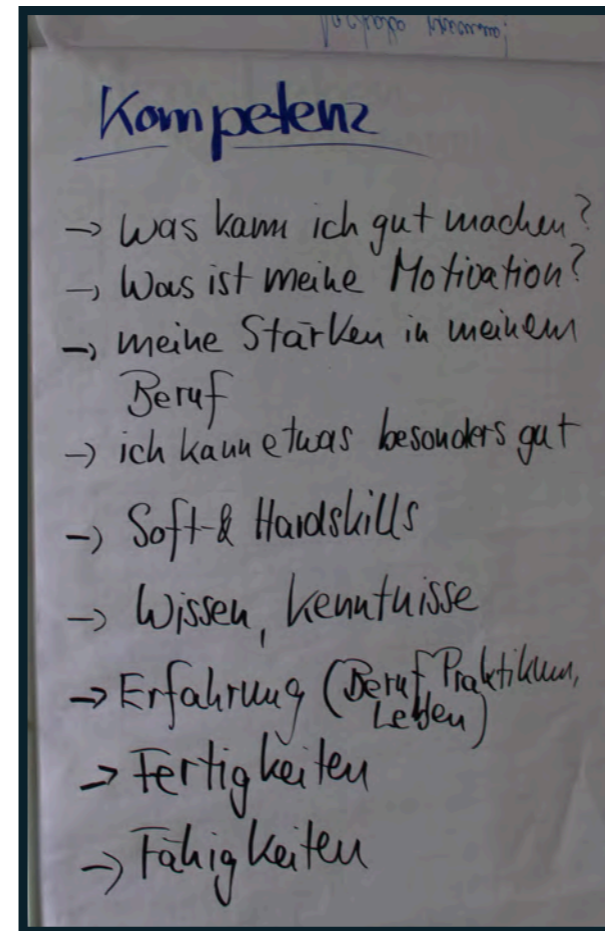 Kompetenz
→ Was kann ich gut machen?
→ Was ist meine Motivation?
→ meine Stärken in meinem
Beruf
→ ich kann etwas besonders gut
→ Soft- & Hardskills
→ Wissen, Kenntnisse
→ Erfahrung (Beruf, Praktikum,
Leben)
→ Fertigkeiten
→ Fähigkeiten